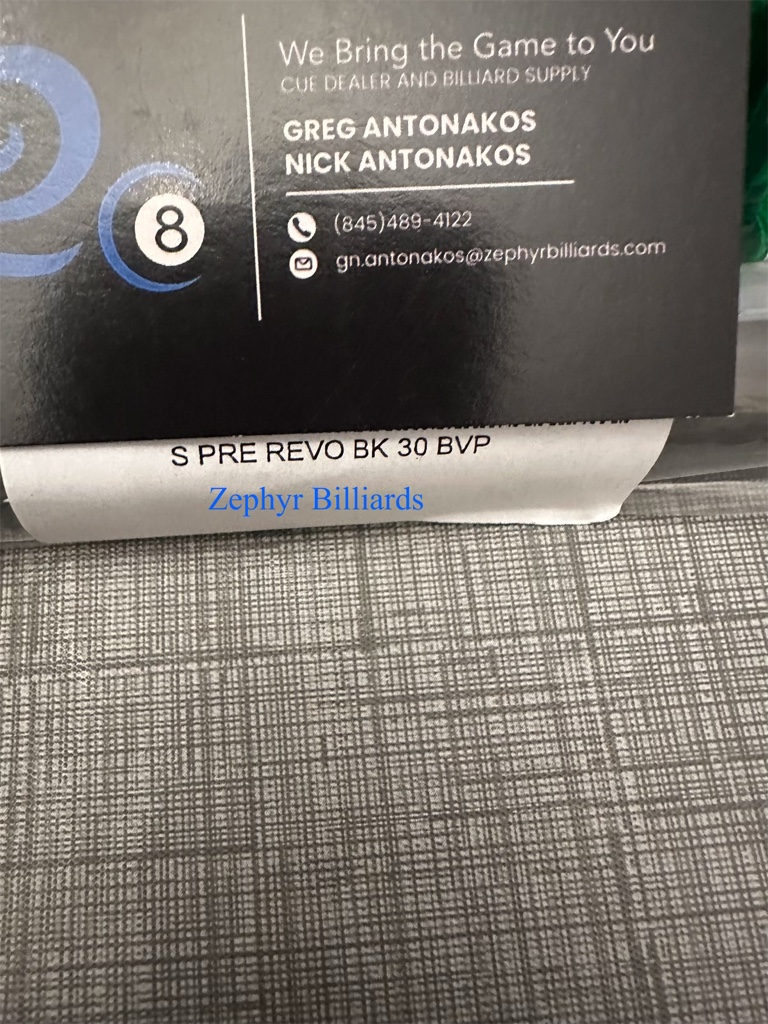 We Bring the Game to You
CUE DEALER AND BILLIARD SUPPLY
GREG ANTONAKOS
NICK ANTONAKOS
8
(845)489-4122
gn.antonakos@zephyrbilliards.com
S PRE REVO BK 30 BVP
Zephyr Billiards